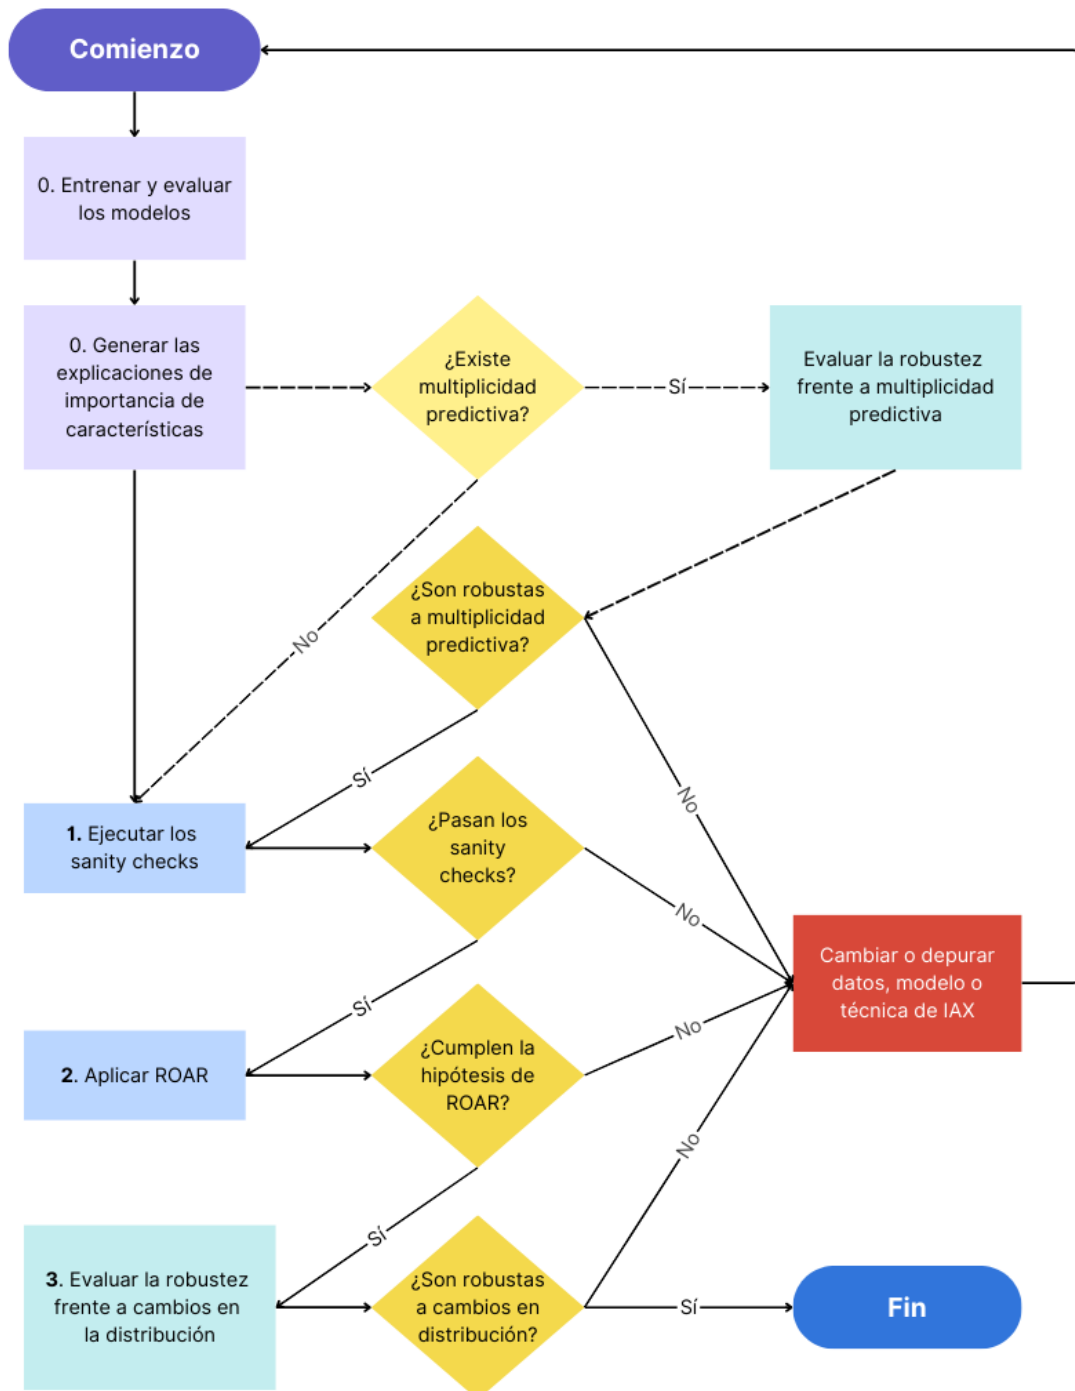 Comienzo
0. Entrenar y evaluar
los modelos
0. Generar las
explicaciones de
importancia de
características
¿Existe
multiplicidad
predictiva?
Sí
Evaluar la robustez
frente a multiplicidad
predictiva
No
¿Son robustas
a multiplicidad
predictiva?
Sí
No
1. Ejecutar los
sanity checks
¿Pasan los
sanity
checks?
No
Sí
Cambiar o depurar
datos, modelo o
técnica de IAX
2. Aplicar ROAR
¿Cumplen la
hipótesis de
ROAR?
No
Sí
No
3. Evaluar la robustez
frente a cambios en
la distribución
¿Son robustas
a cambios en
distribución?
Sí
Fin